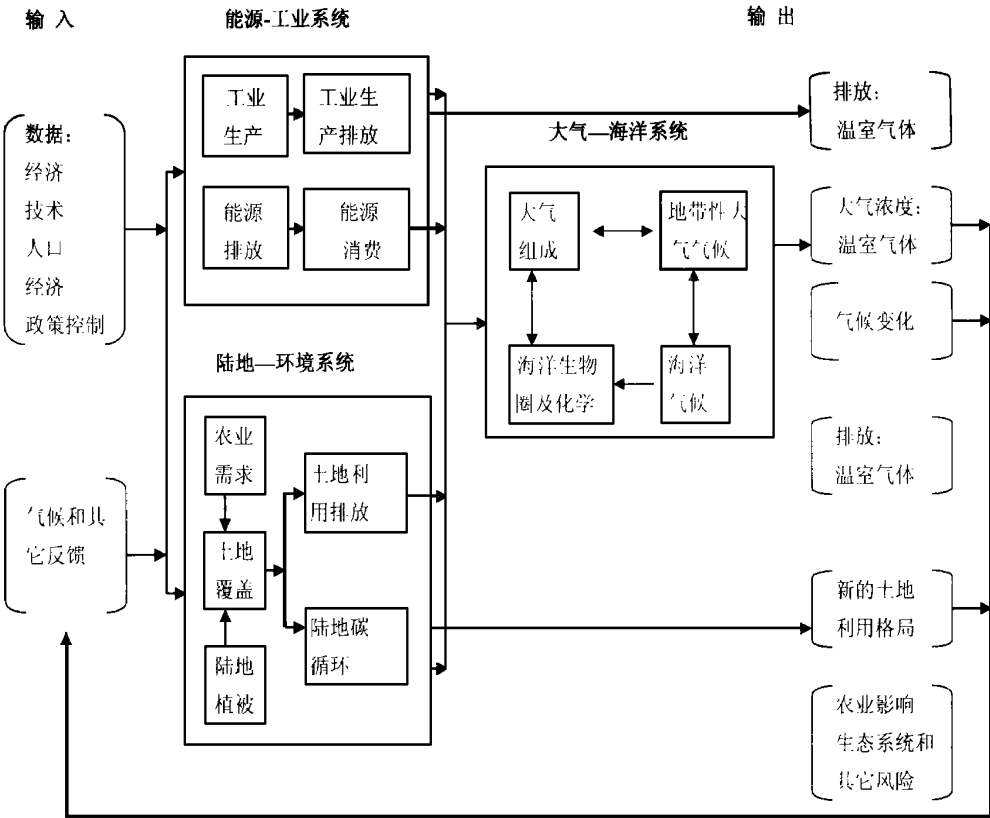 输 入
能源-工业系统
输 出
数据：
经济
技术
人口
经济
政策控制
气候和其
它反馈
工业
生产
工业生
产排放
能源
排放
能源
消费
陆地—环境系统
农业
需求
土地
覆盖
陆地
植被
土地利
用排放
陆地碳
循环
大气—海洋系统
大气
组成
地带性大
气气候
海洋生物
圈及化学
海洋
气候
排放：
温室气体
大气浓度：
温室气体
气候变化
排放：
温室气体
新的土地
利用格局
农业影响
生态系统和
其它风险